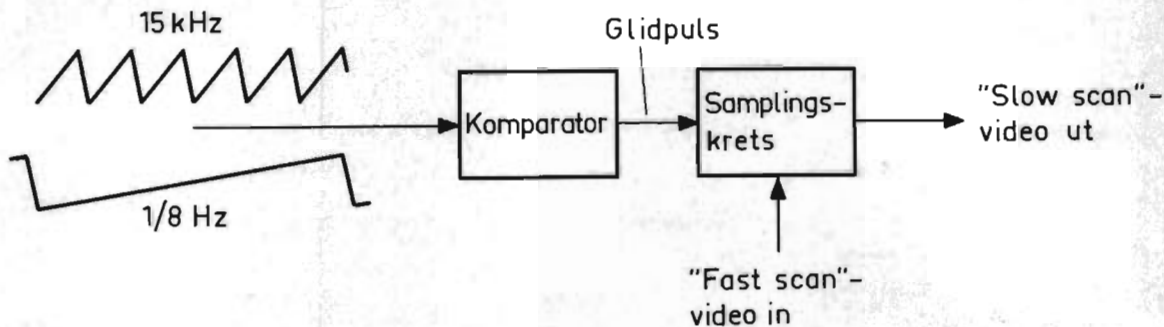 15 kHz
Glidpuls
Komparator
Samplings-
krets
"Slow scan"-
video ut
1/8 Hz
"Fast scan"-
video in